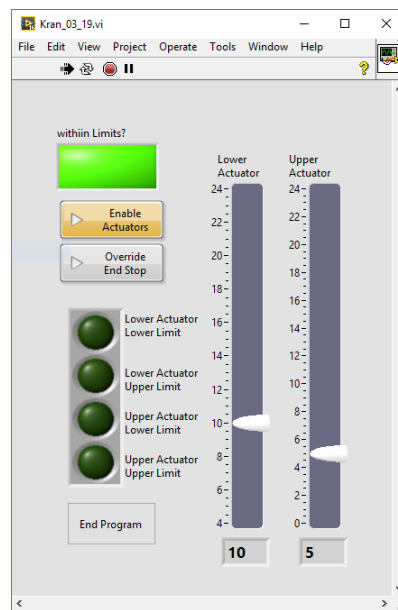 Kran_03_19.vi
File Edit View Project Operate Tools Window Help
?
withiin Limits?
Enable
Actuators
Override
End Stop
Lower Actuator
Lower Limit
Lower Actuator
Upper Limit
Upper Actuator
Lower Limit
Upper Actuator
Upper Limit
End Program
Lower
Actuator
24
22
20
18
16
14
12
10
8
6
4
10
Upper
Actuator
24
22
20
18
16
14
12
10
8
6
4
2
0
5